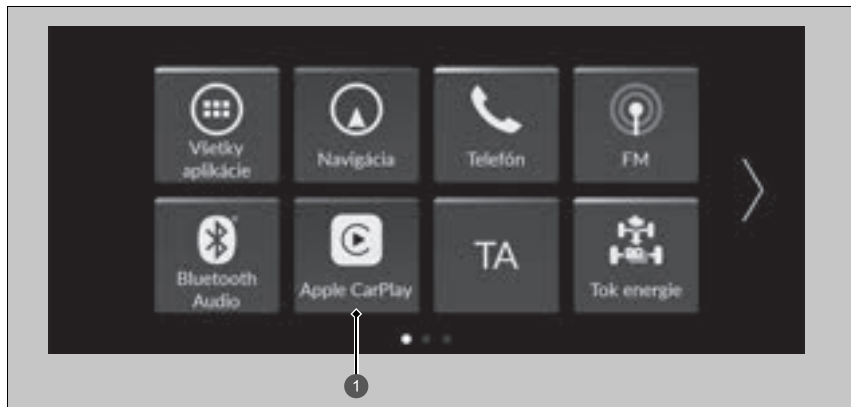 Všetky
aplikácie
Navigácia
Telefón
FM
Bluetooth
Audio
Apple CarPlay
TA
Tok energie
1